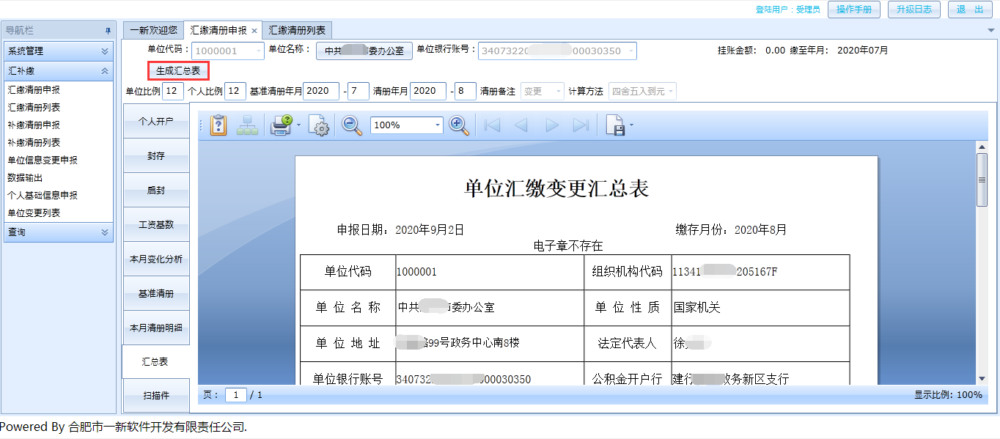 登陆用户：受理员 操作手册 升级日志 退 出
导航栏 一新欢迎您 汇缴清册申报 汇缴清册列表
系统管理
汇补缴
汇缴清册申报
汇缴清册列表
补缴清册申报
补缴清册列表
单位信息变更申报
数据输出
个人基础信息申报
单位变更列表
查询
单位代码： 1000001 单位名称： 中共 委办公室 单位银行账号： 34073220 00030350 挂账金额： 0.00 缴至年月： 2020年07月
生成汇总表
单位比例 12 个人比例 12 基准清册年月 2020 - 7 清册年月 2020 - 8 清册备注 变更 计算方法 四舍五入到元
个人开户
封存
启封
工资基数
本月变化分析
基准清册
本月清册明细
汇总表
扫描件
100%
单位汇缴变更汇总表
申报日期：2020年9月2日 缴存月份：2020年8月
电子章不存在
单位代码 1000001 组织机构代码 11341 205167F
单 位 名 称 中共 市委办公室 单 位 性 质 国家机关
单 位 地 址 路99号政务中心南8楼 法定代表人 徐
单位银行账号 340732 00030350 公积金开户行 建行 政务新区支行
页： 1 / 1 显示比例：100%
Powered By 合肥市一新软件开发有限责任公司.